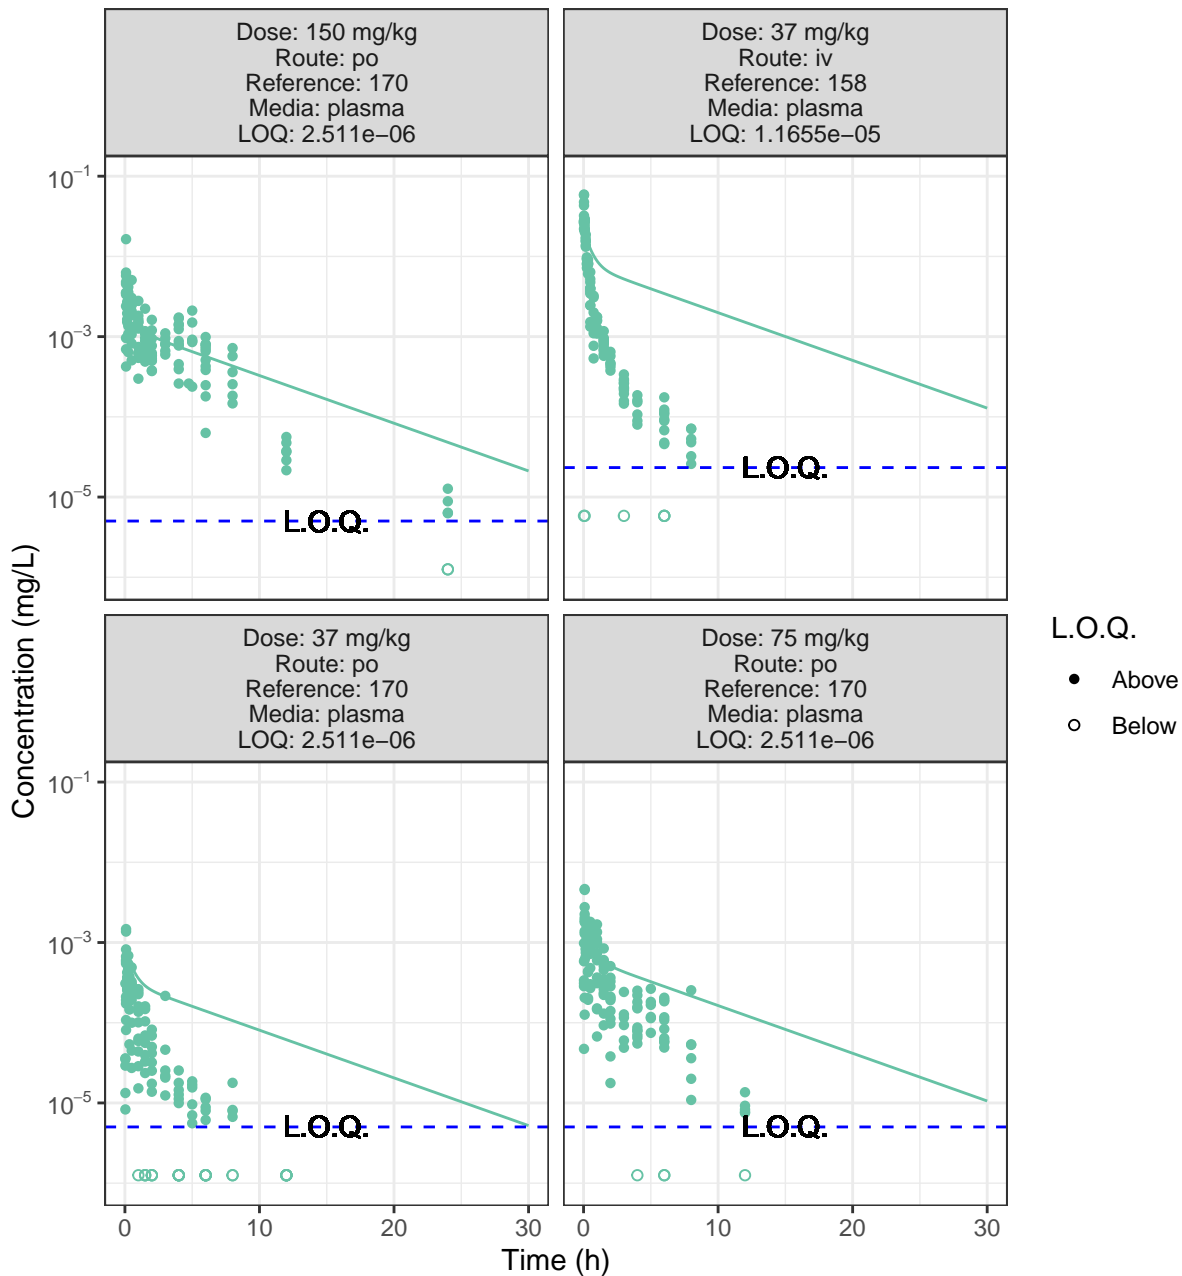 Dose: 150 mg/kg
Route: po
Reference: 170
Media: plasma
LOQ: 2.511e−06
Dose: 37 mg/kg
Route: iv
Reference: 158
Media: plasma
LOQ: 1.1655e−05
10⁻¹
10⁻³
10⁻⁵
L.O.Q.
L.O.Q.
Dose: 37 mg/kg
Route: po
Reference: 170
Media: plasma
LOQ: 2.511e−06
Dose: 75 mg/kg
Route: po
Reference: 170
Media: plasma
LOQ: 2.511e−06
10⁻¹
10⁻³
10⁻⁵
L.O.Q.
L.O.Q.
0 10 20 30
0 10 20 30
Time (h)
Concentration (mg/L)
L.O.Q.
Above
Below